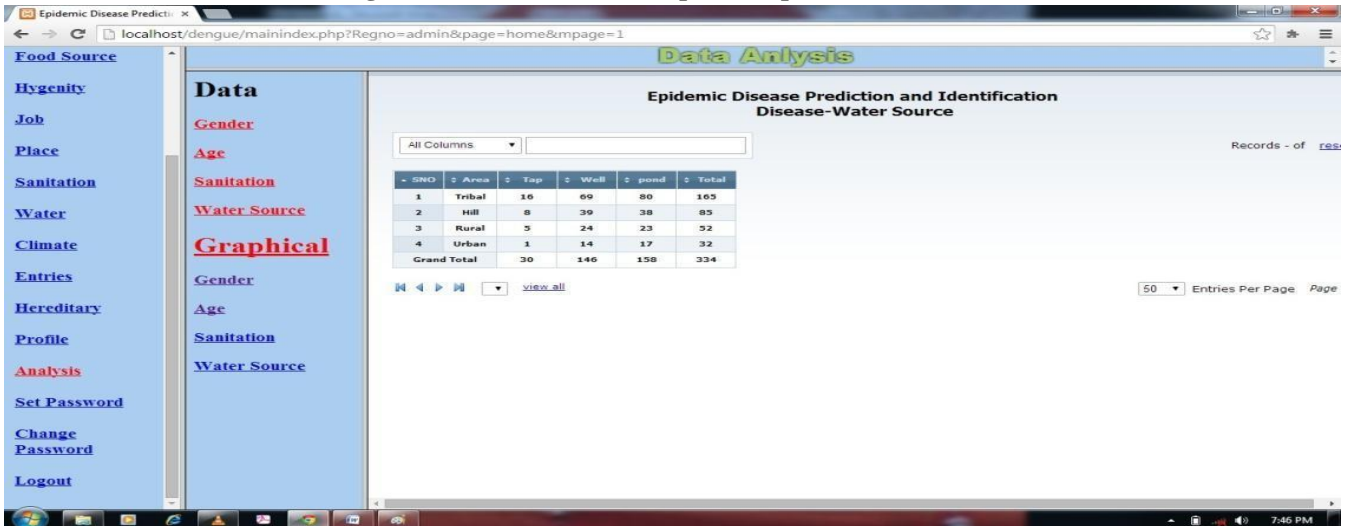 Epidemic Disease Predicti
localhost/dengue/mainindex.php?Regno=admin&page=home&mpage=1
Data Anlysis
Food Source
Hygenity
Job
Place
Sanitation
Water
Climate
Entries
Hereditary
Profile
Analysis
Set Password
Change
Password
Logout
Data
Gender
Age
Sanitation
Water Source
Graphical
Gender
Age
Sanitation
Water Source
Epidemic Disease Prediction and Identification
Disease-Water Source
All Columns
Records - of
SNO Area Tap Well pond Total
1 Tribal 16 69 80 165
2 Hill 8 39 38 85
3 Rural 5 24 23 52
4 Urban 1 14 17 32
Grand Total 30 146 158 334
view all
50 Entries Per Page Page
7:46 PM